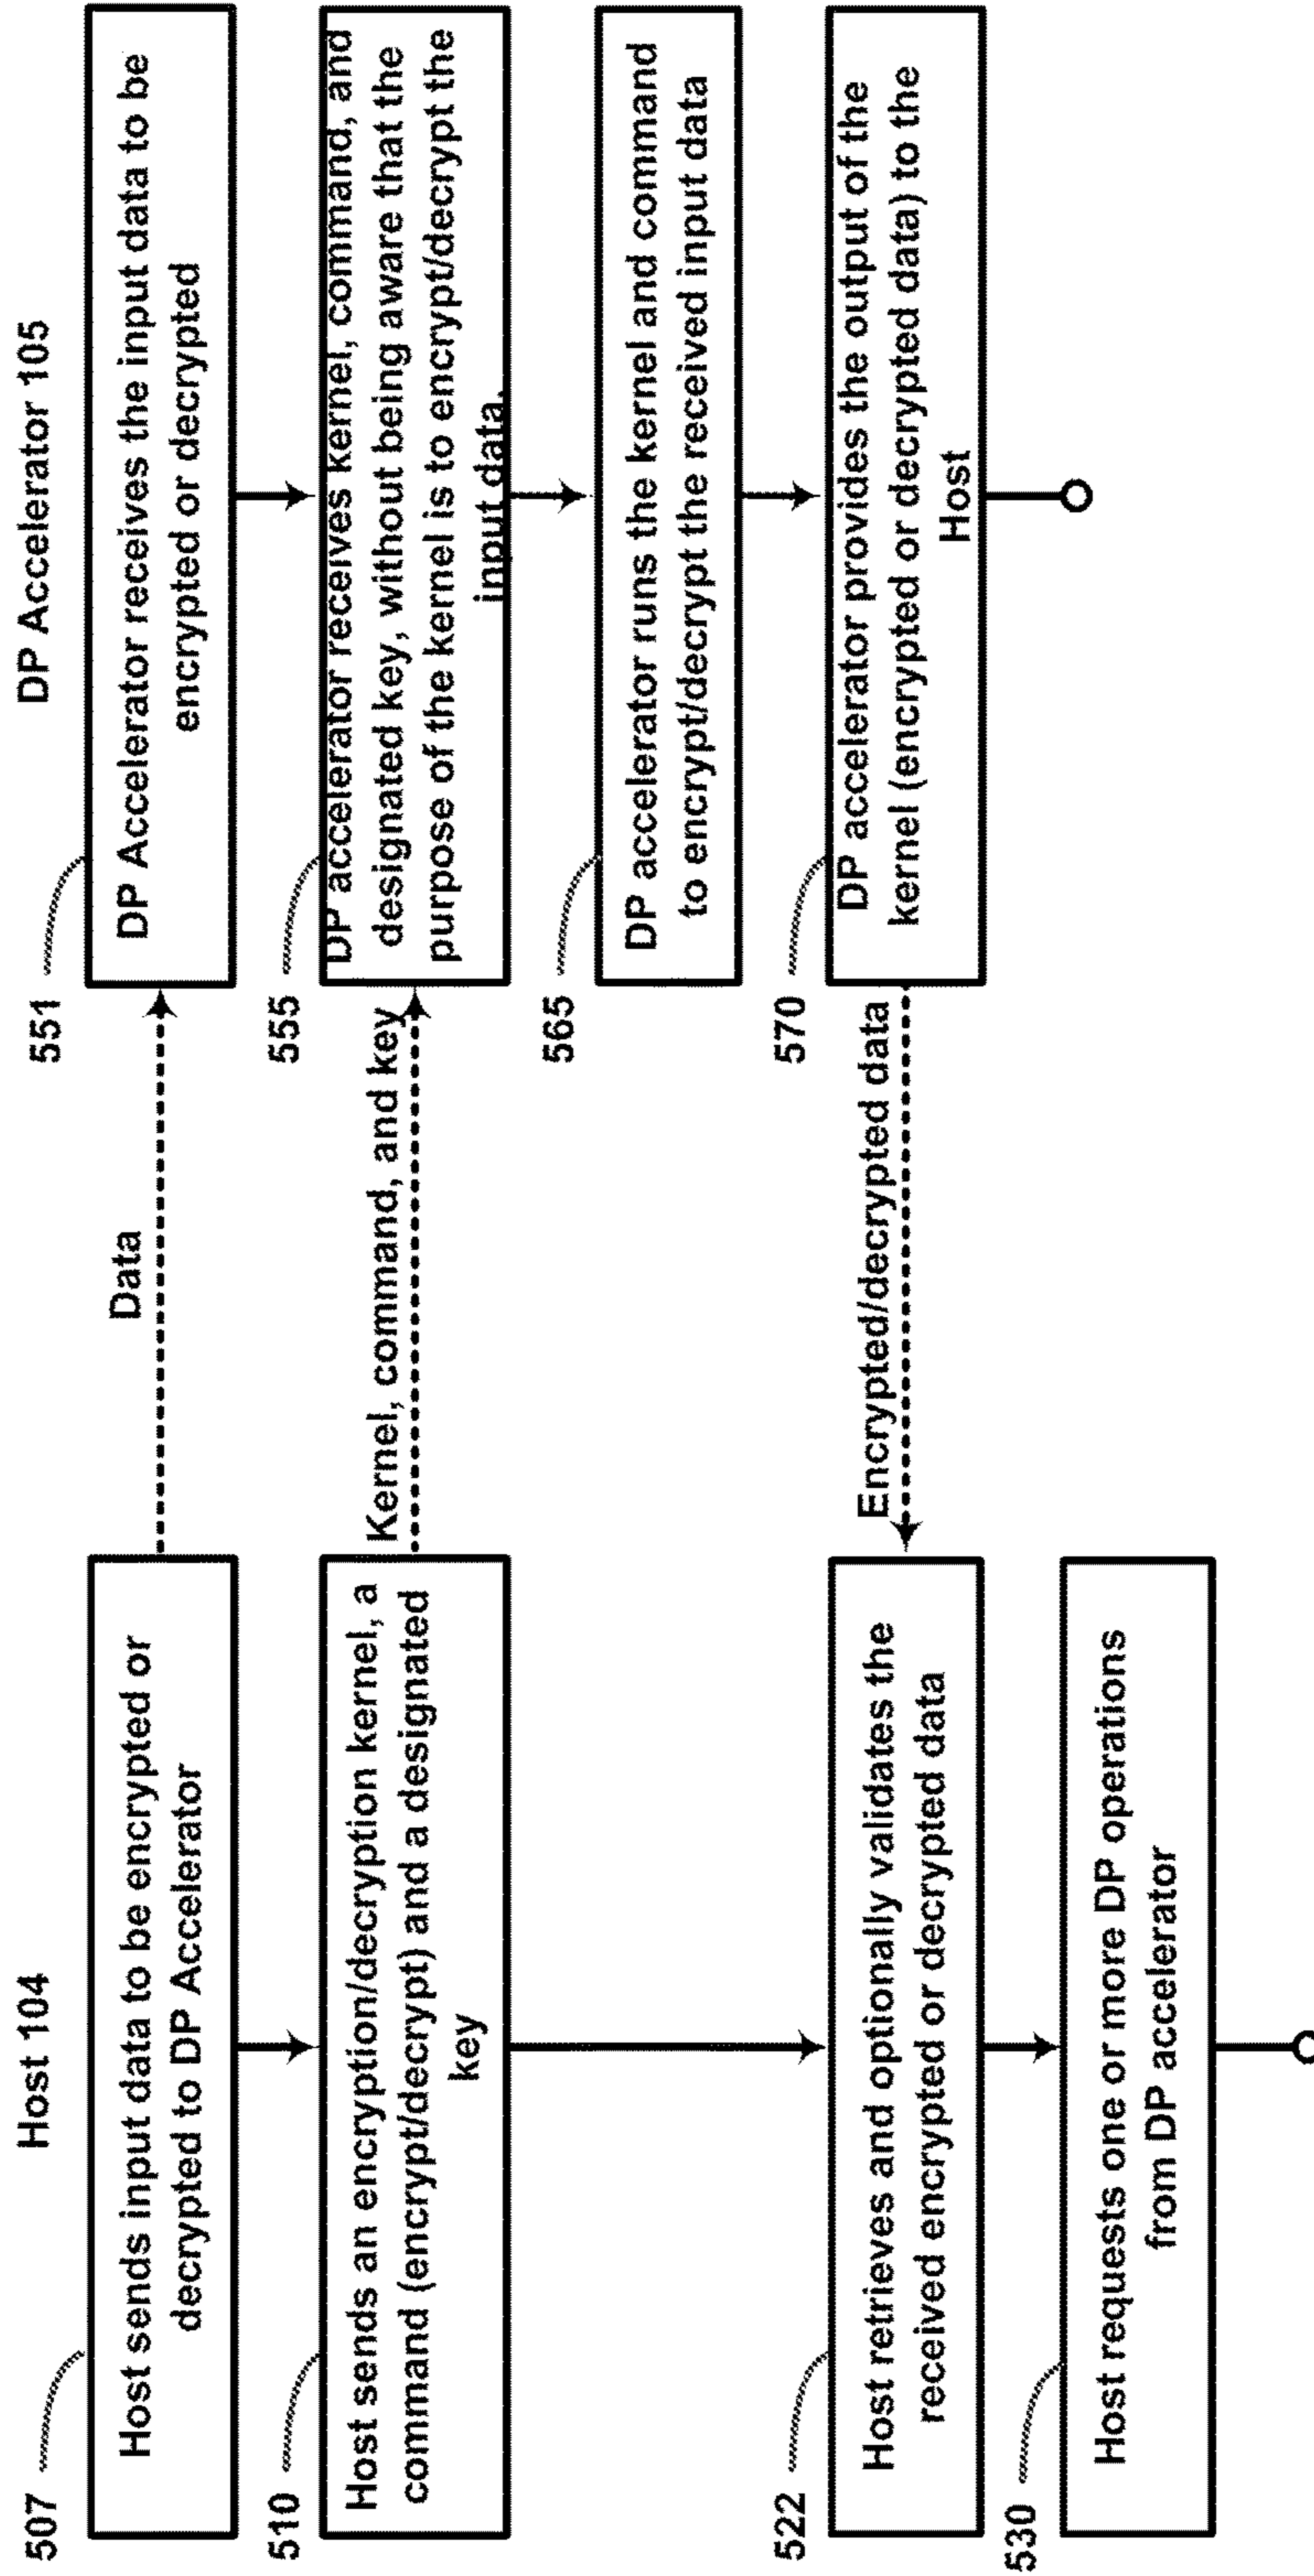 Host 104
507
Host sends input data to be encrypted or
decrypted to DP Accelerator
Data
DP Accelerator 105
551
DP Accelerator receives the input data to be
encrypted or decrypted
510
Host sends an encryption/decryption kernel, a
command (encrypt/decrypt) and a designated
key
Kernel, command, and key
555
DP accelerator receives kernel, command, and
designated key, without being aware that the
purpose of the kernel is to encrypt/decrypt the
input data.
565
DP accelerator runs the kernel and command
to encrypt/decrypt the received input data
570
DP accelerator provides the output of the
kernel (encrypted or decrypted data) to the
Host
Encrypted/decrypted data
522
Host retrieves and optionally validates the
received encrypted or decrypted data
530
Host requests one or more DP operations
from DP accelerator